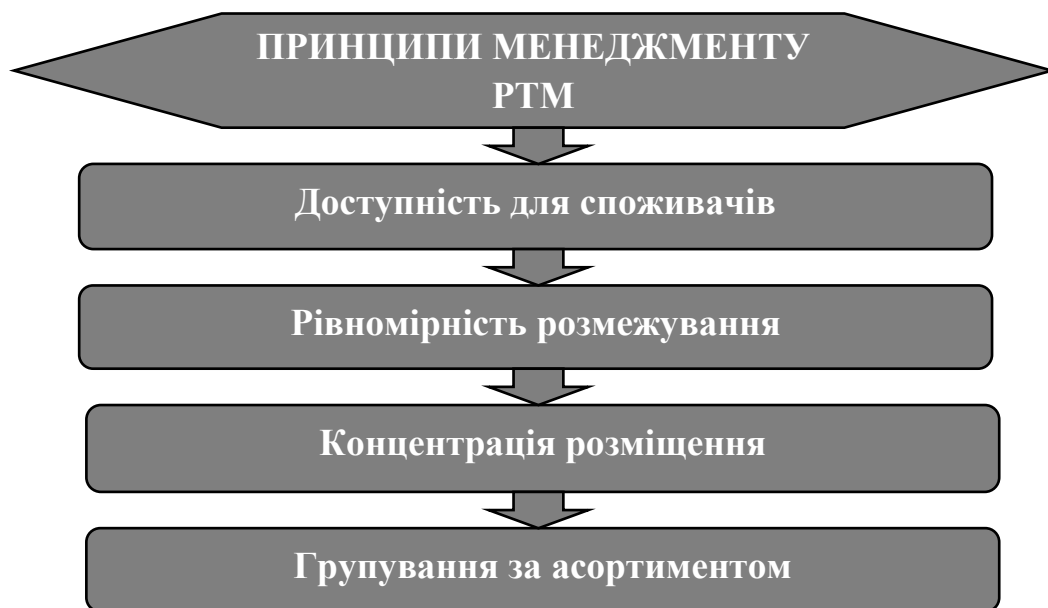 ПРИНЦИПИ МЕНЕДЖМЕНТУ
РТМ
Доступність для споживачів
Рівномірність розмежування
Концентрація розміщення
Групування за асортиментом